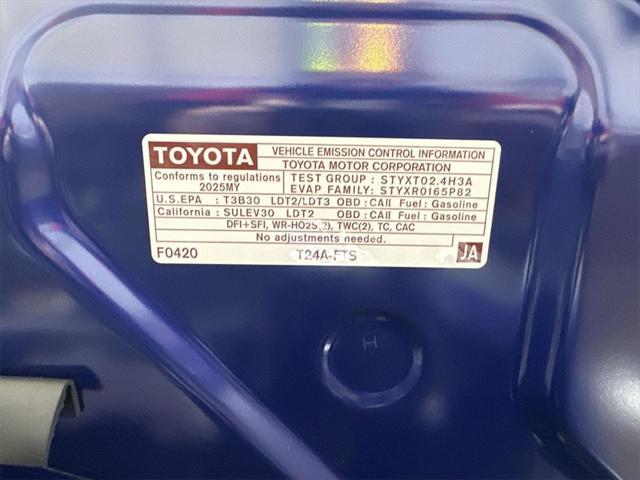 TOYOTA VEHICLE EMISSION CONTROL INFORMATION
TOYOTA MOTOR CORPORATION
Conforms to regulations TEST GROUP : STYXT02.4H3A
2025MY EVAP FAMILY: STYXR0165P82
U.S.EPA : T3B30 LDT2/LDT3 OBD : CAII Fuel : Gasoline
California : SULEV30 LDT2 OBD : CAII Fuel : Gasoline
DFI+SFI, WR-HO2S(2), TWC(2), TC, CAC
No adjustments needed.
F0420 T24A-FTS JA
H